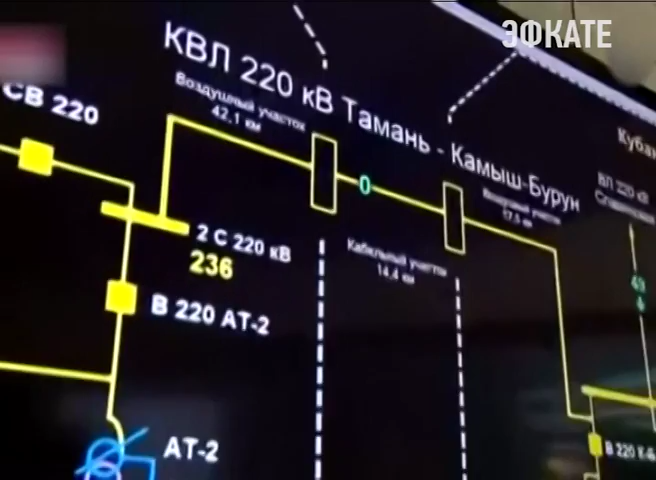 ЭФКАТЕ
КВЛ 220 кВ Тамань - Камыш-Бурун
Воздушный участок
42,1 км
СВ 220
0
2 С 220 кВ
236
Кабельный участок
14,4 км
Воздушный участок
В 220 АТ-2
АТ-2
ВЛ 220 кВ
В 220